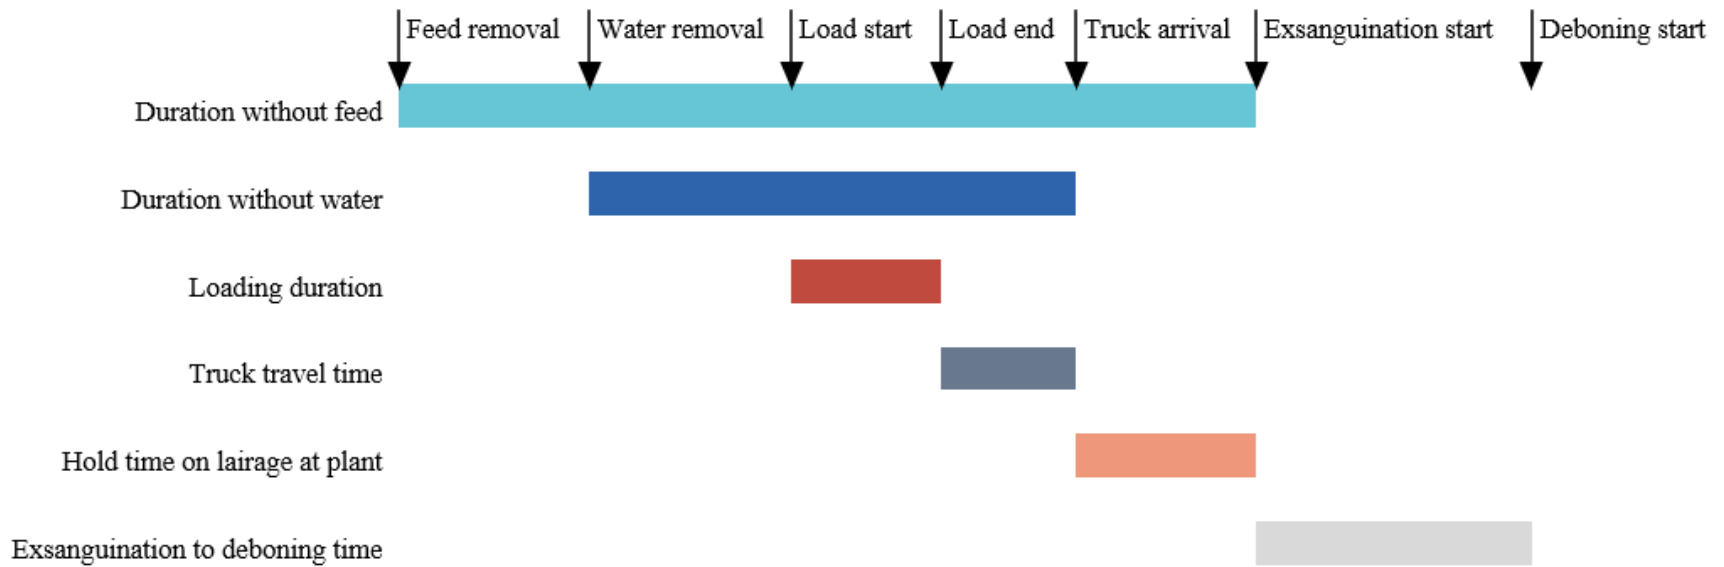 Feed removal
Water removal
Load start
Load end
Truck arrival
Exsanguination start
Deboning start
Duration without feed
Duration without water
Loading duration
Truck travel time
Hold time on lairage at plant
Exsanguination to deboning time